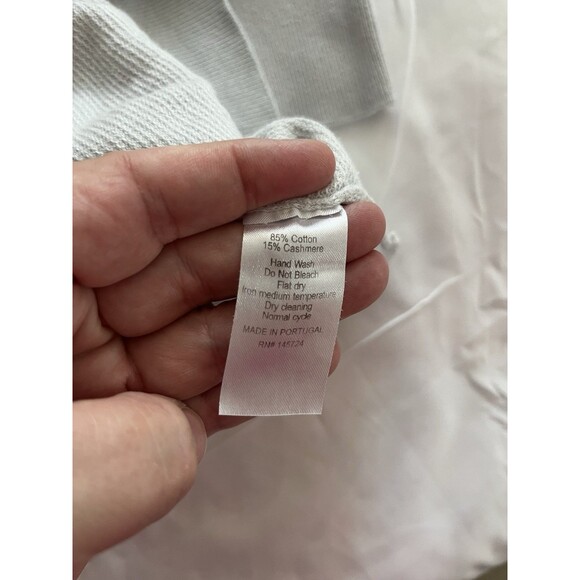 85% Cotton
15% Cashmere
Hand Wash
Do Not Bleach
Flat dry
Iron medium temperature
Dry cleaning
Normal cycle
MADE IN PORTUGAL
RN# 145724